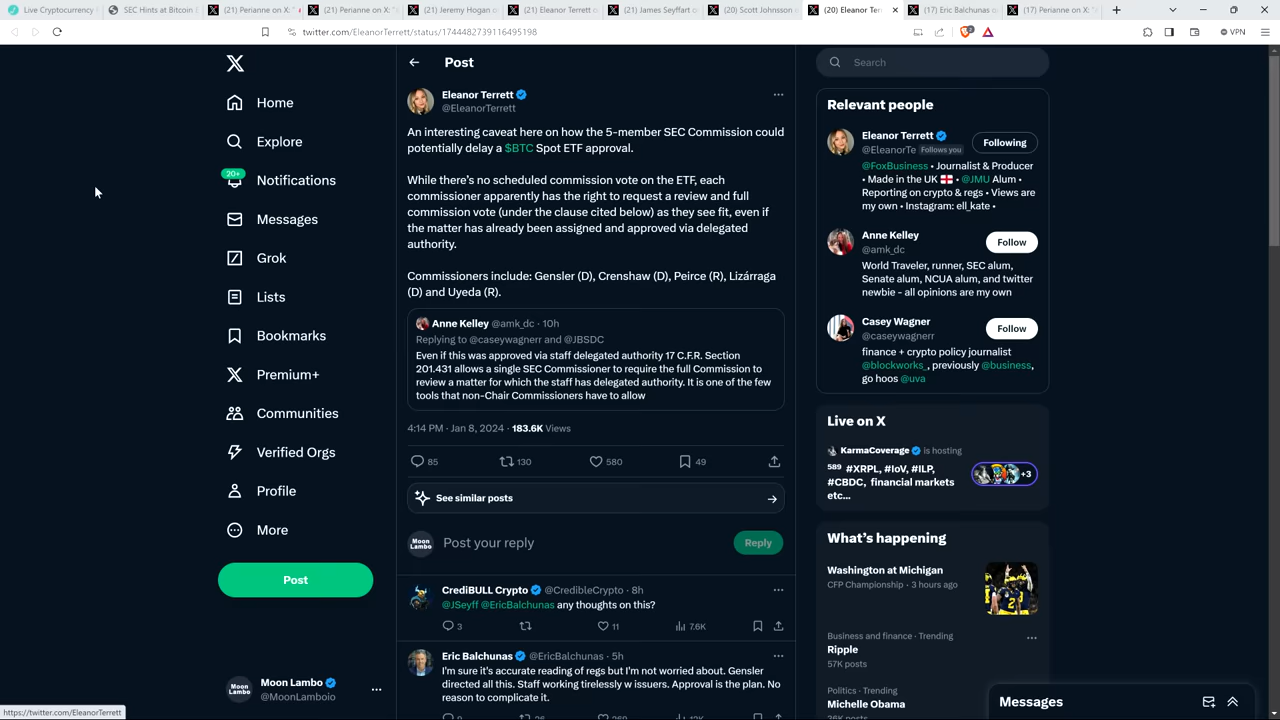 Live Cryptocurrency
SEC Hints at Bitcoin
(21) Perianne on X: "
(21) Perianne on X: "
(21) Jeremy Hogan o
(21) Eleanor Terrett o
(21) James Seyffart o
(20) Scott Johnsson
(20) Eleanor Ter
(17) Eric Balchunas o
(17) Perianne on X: "
twitter.com/EleanorTerrett/status/1744482739116495198
VPN
Home
Explore
20+
Notifications
Messages
Grok
Lists
Bookmarks
Premium+
Communities
Verified Orgs
Profile
More
Post
Moon Lambo
Moon Lambo
@MoonLamboio
https://twitter.com/EleanorTerrett
Post
Eleanor Terrett
@EleanorTerrett
An interesting caveat here on how the 5-member SEC Commission could
potentially delay a $BTC Spot ETF approval.
While there’s no scheduled commission vote on the ETF, each
commissioner apparently has the right to request a review and full
commission vote (under the clause cited below) as they see fit, even if
the matter has already been assigned and approved via delegated
authority.
Commissioners include: Gensler (D), Crenshaw (D), Peirce (R), Lizárraga
(D) and Uyeda (R).
Anne Kelley @amk_dc · 10h
Replying to @caseywagnerr and @JBSDC
Even if this was approved via staff delegated authority 17 C.F.R. Section
201.431 allows a single SEC Commissioner to require the full Commission to
review a matter for which the staff has delegated authority. It is one of the few
tools that non-Chair Commissioners have to allow
4:14 PM · Jan 8, 2024 · 183.6K Views
85 130 580 49
See similar posts
Moon Lambo
Post your reply
Reply
CrediBULL Crypto @CredibleCrypto · 8h
@JSeyff @EricBalchunas any thoughts on this?
3 11 7.6K
Eric Balchunas @EricBalchunas · 5h
I'm sure it's accurate reading of regs but I'm not worried about. Gensler
directed all this. Staff working tirelessly w issuers. Approval is the plan. No
reason to complicate it.
Search
Relevant people
Eleanor Terrett
Following
@EleanorTe Follows you
@FoxBusiness • Journalist & Producer
• Made in the UK 🏴󠁧󠁢󠁥󠁮󠁧󠁿 • @JMU Alum •
Reporting on crypto & regs • Views are
my own • Instagram: ell_kate •
Anne Kelley
@amk_dc
Follow
World Traveler, runner, SEC alum,
Senate alum, NCUA alum, and twitter
newbie - all opinions are my own
Casey Wagner
@caseywagnerr
Follow
finance + crypto policy journalist
@blockworks_, previously @business,
go hoos @uva
Live on X
KarmaCoverage is hosting
589 #XRPL, #IoV, #ILP,
#CBDC, financial markets
etc...
+3
What’s happening
Washington at Michigan
CFP Championship · 3 hours ago
Business and finance · Trending
Ripple
57K posts
Politics · Trending
Michelle Obama
Messages